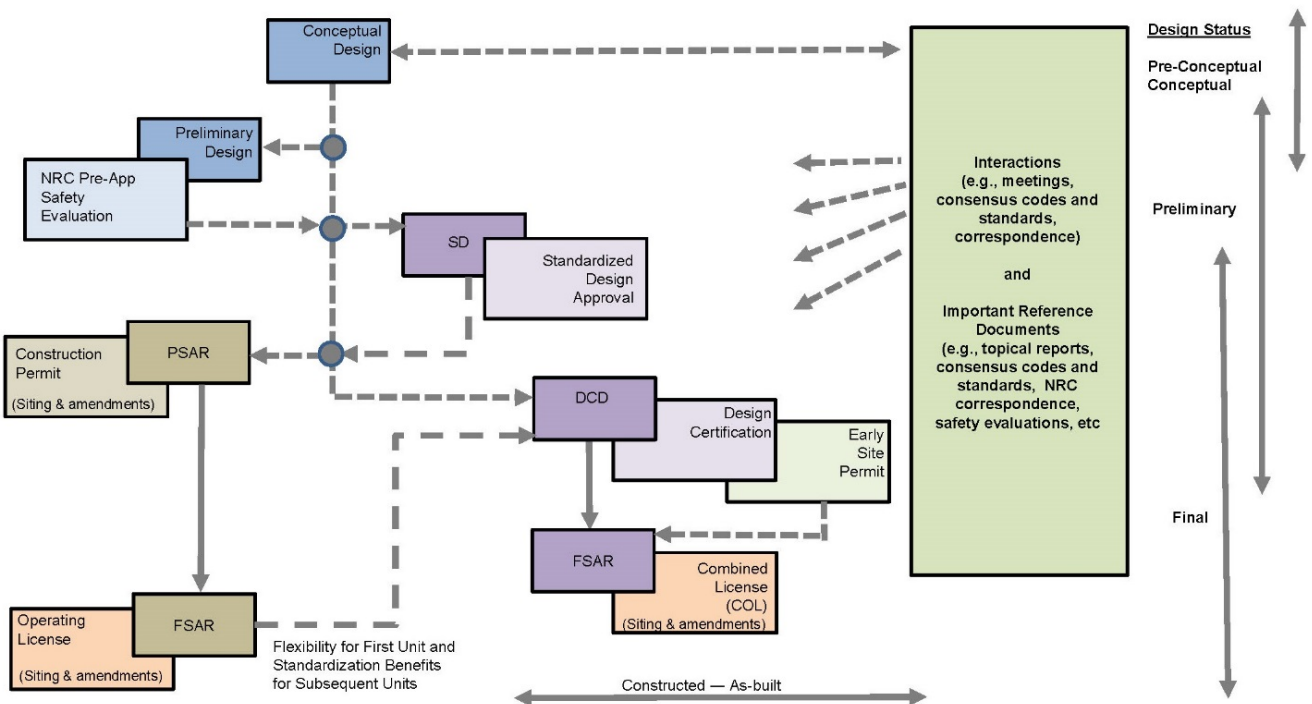 Conceptual
Design
Preliminary
Design
NRC Pre-App
Safety
Evaluation
SD
Standardized
Design
Approval
Construction
Permit
(Siting & amendments)
PSAR
DCD
Design
Certification
Early
Site
Permit
FSAR
Combined
License
(COL)
(Siting & amendments)
Operating
License
(Siting & amendments)
FSAR
Flexibility for First Unit and
Standardization Benefits
for Subsequent Units
Constructed — As-built
Interactions
(e.g., meetings,
consensus codes and
standards,
correspondence)
and
Important Reference
Documents
(e.g., topical reports,
consensus codes and
standards, NRC
correspondence,
safety evaluations, etc
Design Status
Pre-Conceptual
Conceptual
Preliminary
Final